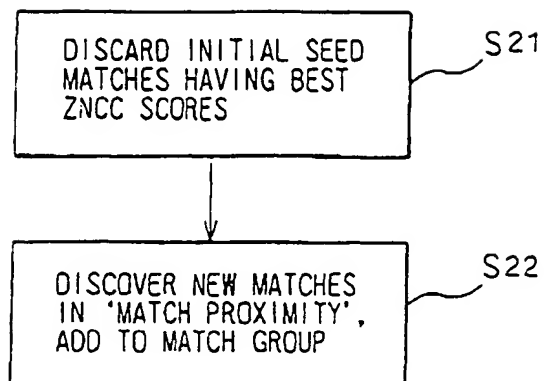 DISCARD INITIAL SEED
MATCHES HAVING BEST
ZNCC SCORES
S21
DISCOVER NEW MATCHES
IN 'MATCH PROXIMITY',
ADD TO MATCH GROUP
S22